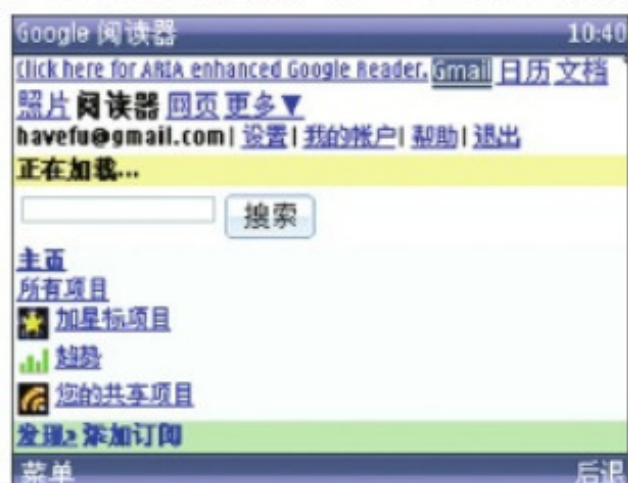 Google 阅读器 10:40
Click here for ARIA enhanced Google Reader. Gmail 日历 文档
照片 阅读器 网页 更多▼
havefu@gmail.com | 设置 | 我的帐户 | 帮助 | 退出
正在加载...
搜索
主页
所有项目
加星标项目
趋势
您的共享项目
发现» 添加订阅
菜单 后退